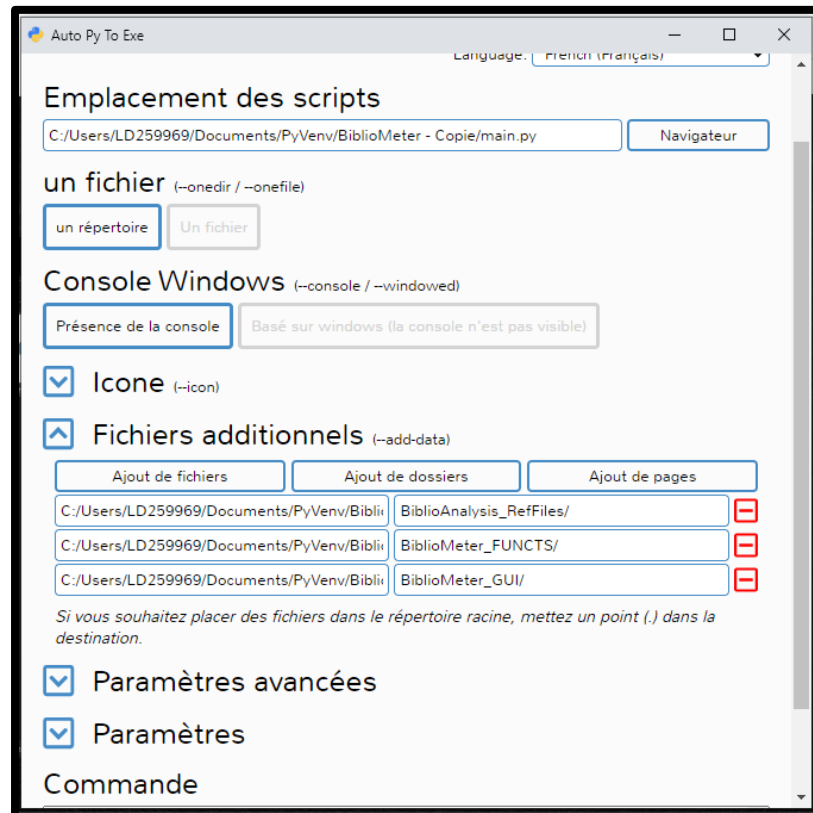 Auto Py To Exe
Language: French (Français)
Emplacement des scripts
C:/Users/LD259969/Documents/PyVenv/BiblioMeter - Copie/main.py
Navigateur
un fichier (--onedir / --onefile)
un répertoire
Un fichier
Console Windows (--console / --windowed)
Présence de la console
Basé sur windows (la console n'est pas visible)
Icone (--icon)
Fichiers additionnels (--add-data)
Ajout de fichiers
Ajout de dossiers
Ajout de pages
C:/Users/LD259969/Documents/PyVenv/Biblio
BiblioAnalysis_RefFiles/
C:/Users/LD259969/Documents/PyVenv/Biblio
BiblioMeter_FUNCTS/
C:/Users/LD259969/Documents/PyVenv/Biblio
BiblioMeter_GUI/
Si vous souhaitez placer des fichiers dans le répertoire racine, mettez un point (.) dans la
destination.
Paramètres avancées
Paramètres
Commande